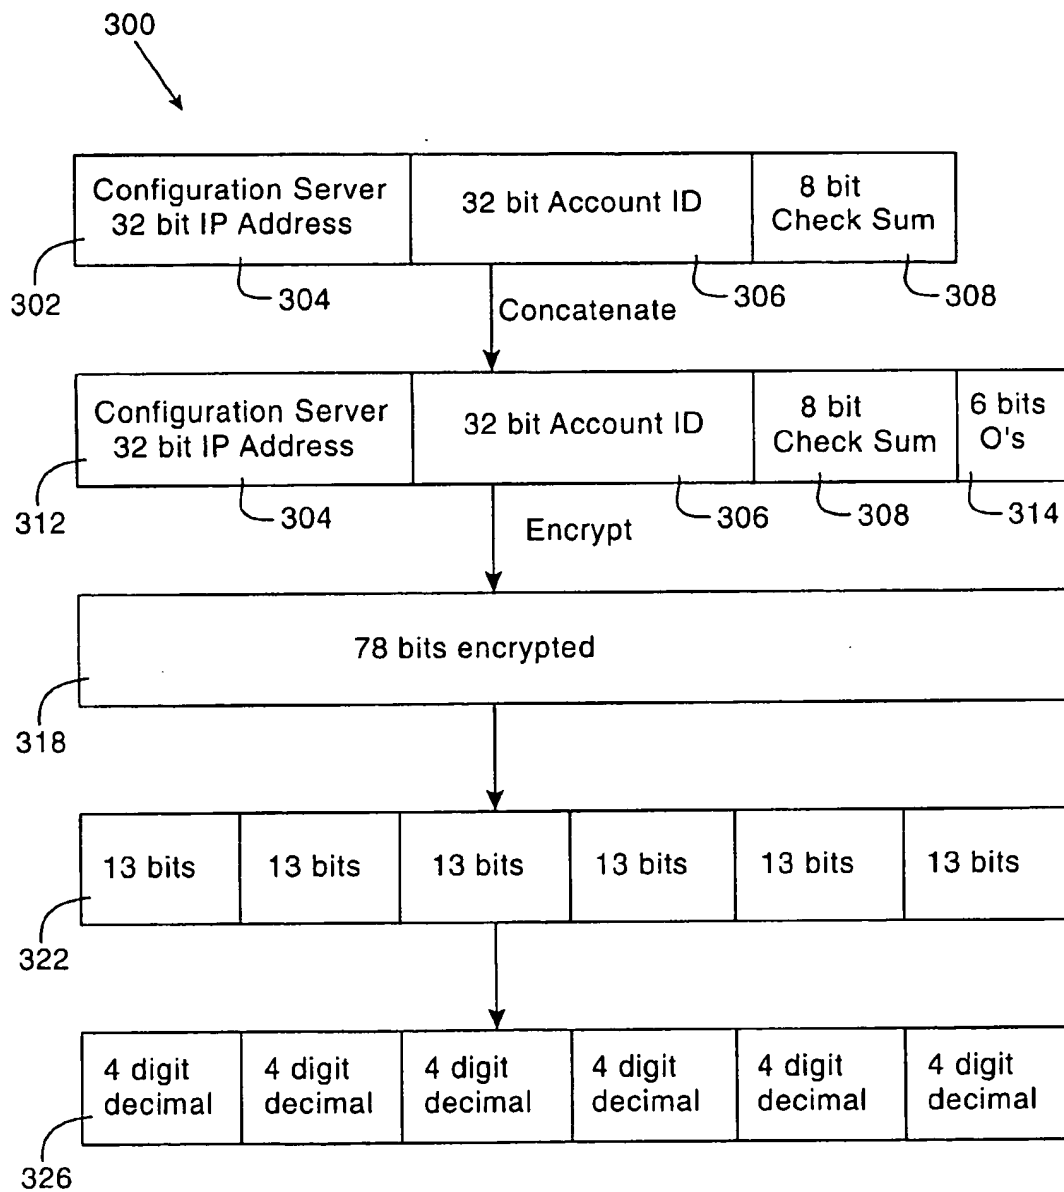 300
Configuration Server
32 bit IP Address
32 bit Account ID
8 bit
Check Sum
302
304
306
308
Concatenate
Configuration Server
32 bit IP Address
32 bit Account ID
8 bit
Check Sum
6 bits
O's
312
304
306
308
314
Encrypt
78 bits encrypted
318
13 bits
13 bits
13 bits
13 bits
13 bits
13 bits
322
4 digit
decimal
4 digit
decimal
4 digit
decimal
4 digit
decimal
4 digit
decimal
4 digit
decimal
326